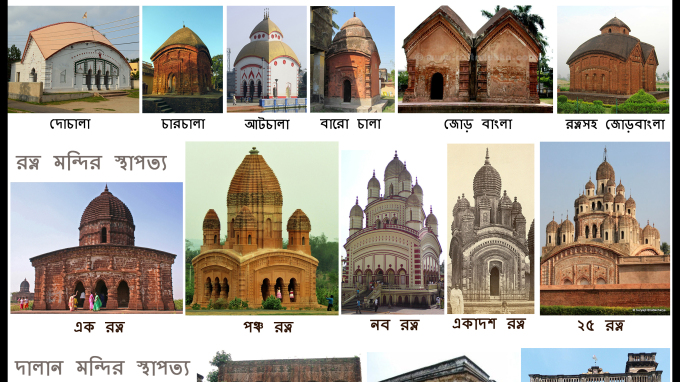 দোচালা
চারচালা
আটচালা
বারো চালা
জোড় বাংলা
রত্নসহ জোড়বাংলা
রত্ন মন্দির স্থাপত্য
এক রত্ন
পঞ্চ রত্ন
নব রত্ন
একাদশ রত্ন
২৫ রত্ন
দালান মন্দির স্থাপত্য